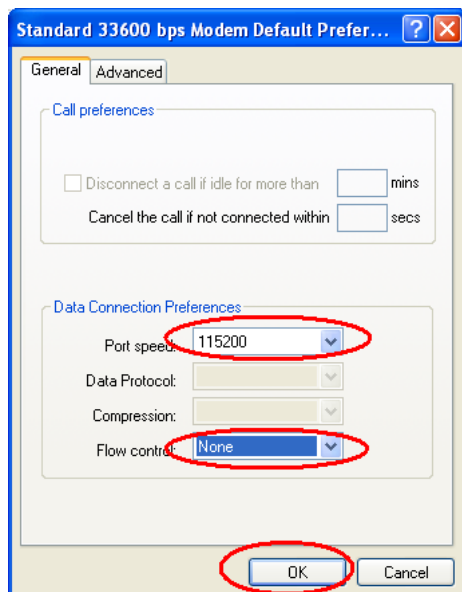 Standard 33600 bps Modem Default Prefer...
General
Advanced
Call preferences
Disconnect a call if idle for more than
mins
Cancel the call if not connected within
secs
Data Connection Preferences
Port speed:
115200
Data Protocol:
Compression:
Flow control:
None
OK
Cancel